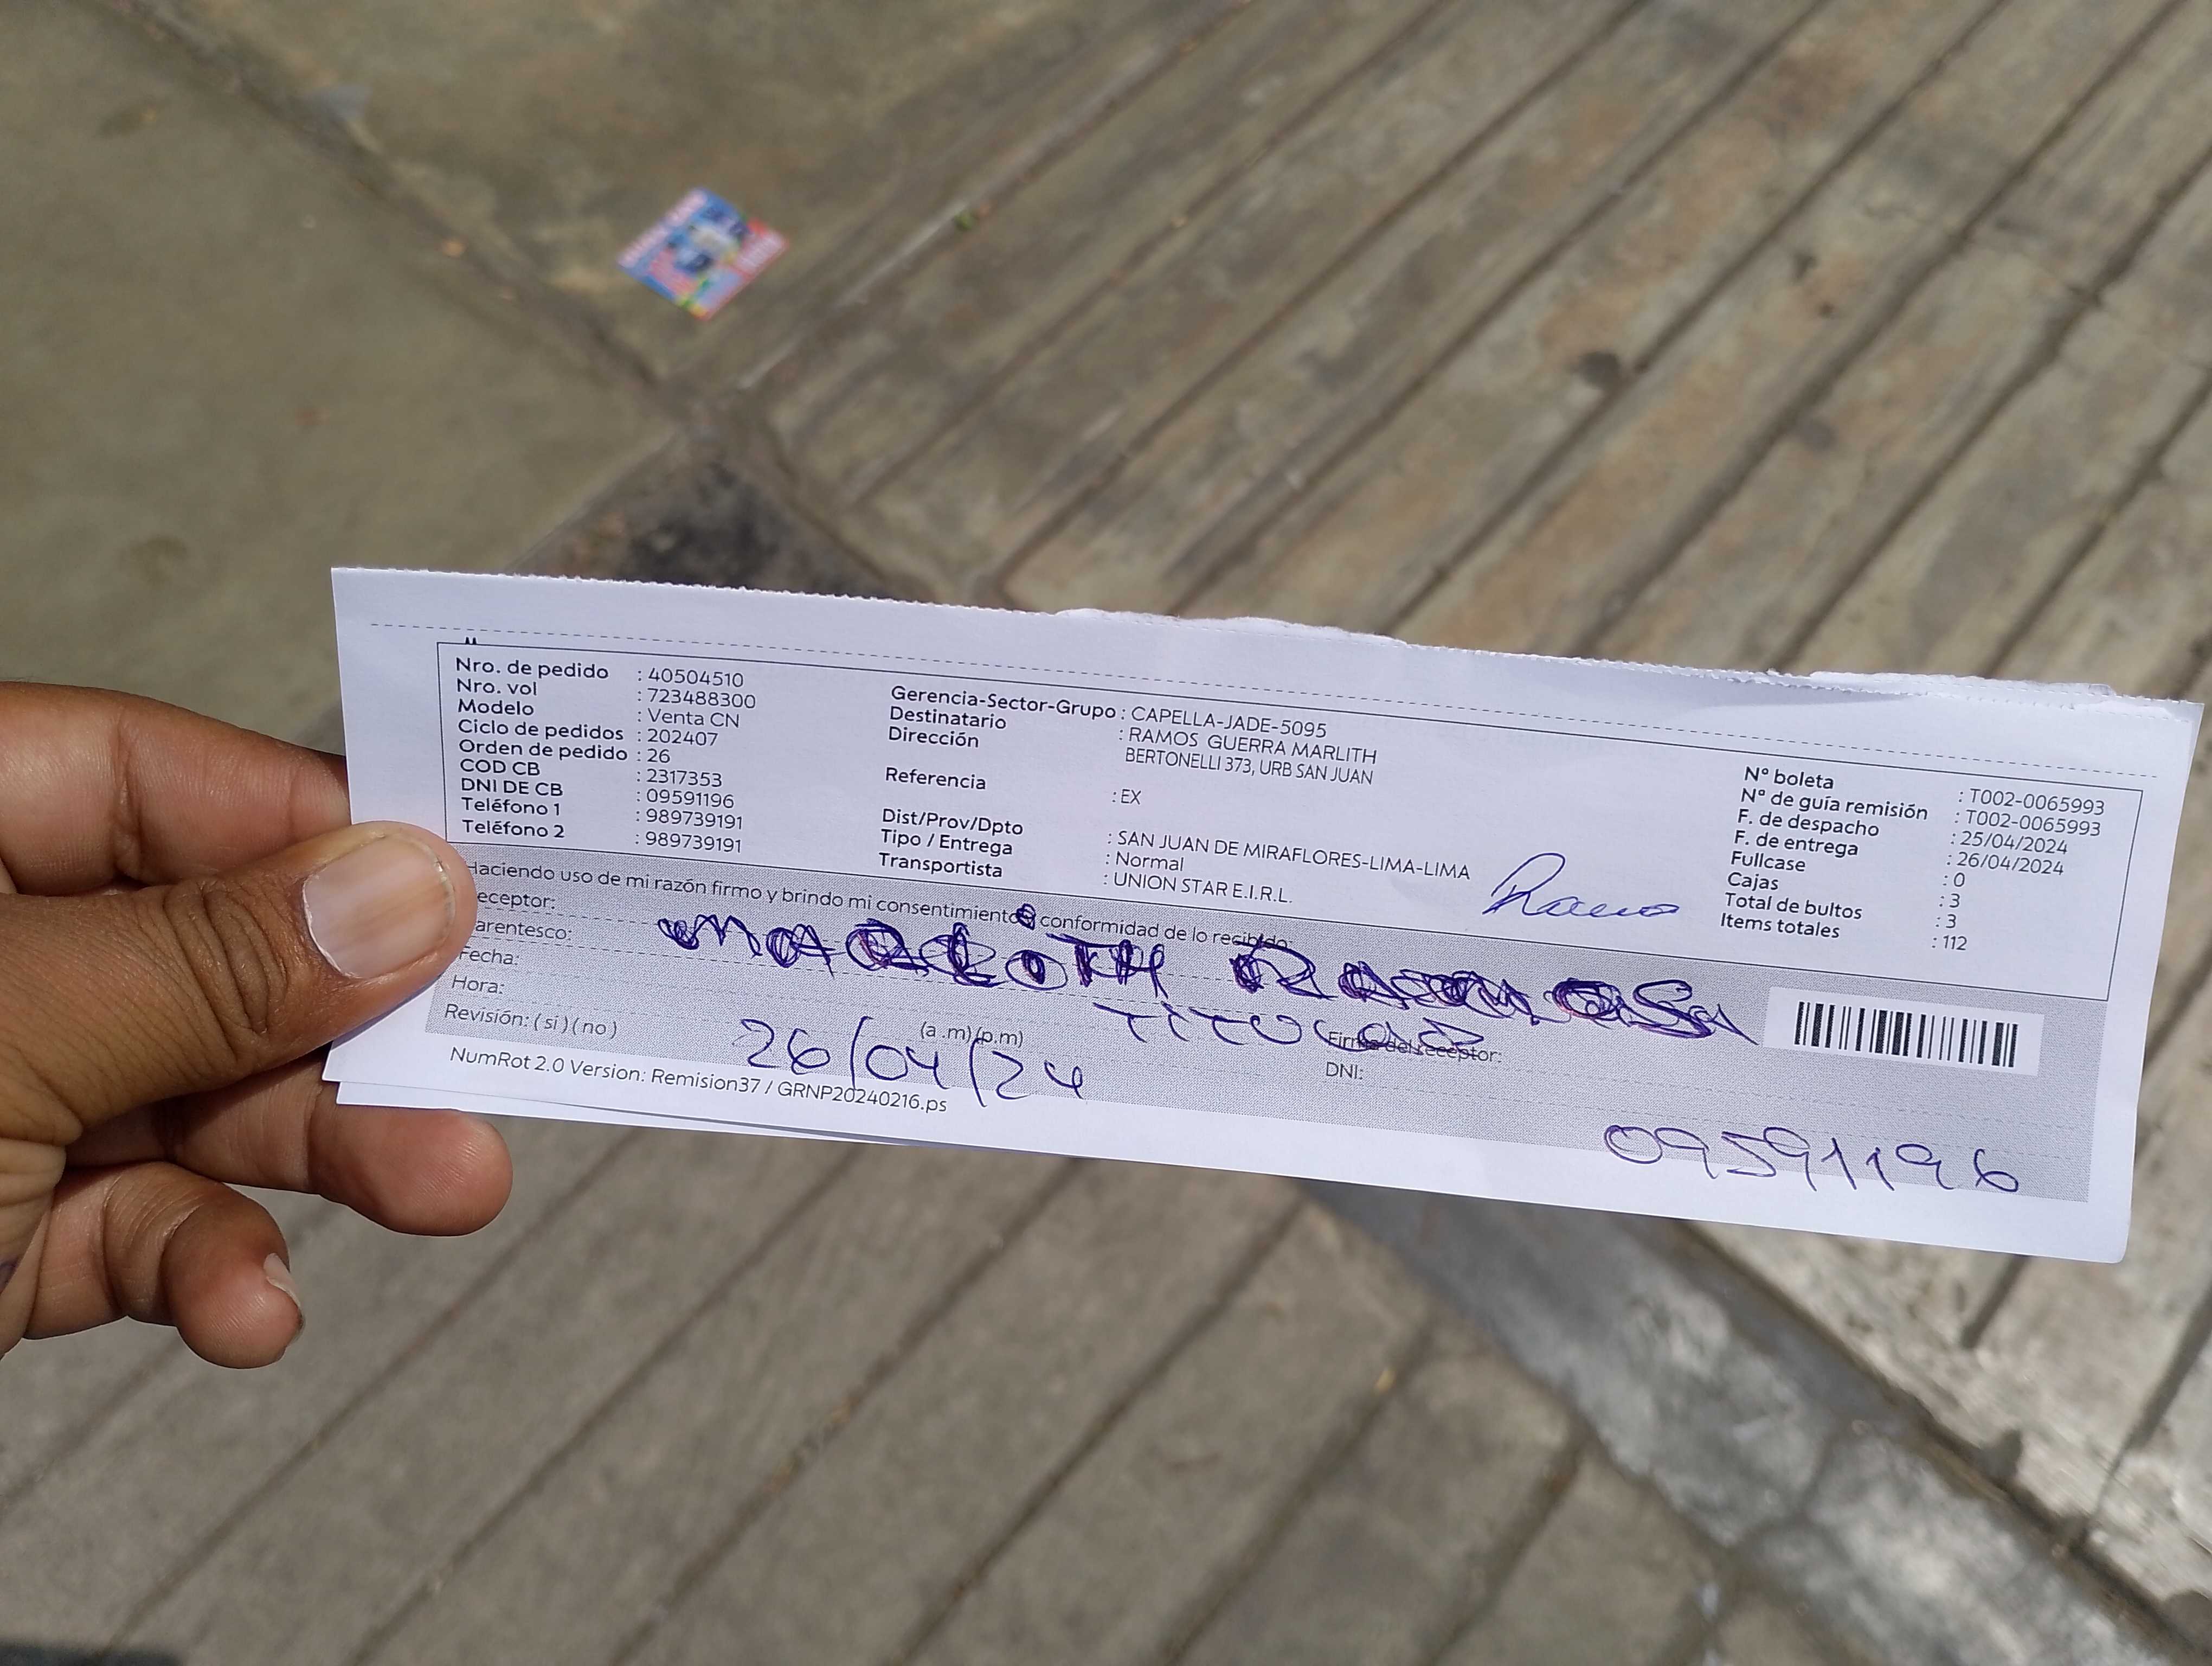 Nro. de pedido : 40504510
Nro. vol : 723488300
Modelo : Venta CN
Ciclo de pedidos : 202407
Orden de pedido : 26
COD CB : 2317353
DNI DE CB : 09591196
Teléfono 1 : 989739191
Teléfono 2 : 989739191
Gerencia-Sector-Grupo : CAPELLA-JADE-5095
Destinatario : RAMOS GUERRA MARLITH
Dirección BERTONELLI 373, URB SAN JUAN
Referencia : EX
Dist/Prov/Dpto : SAN JUAN DE MIRAFLORES-LIMA-LIMA
Tipo / Entrega : Normal
Transportista : UNION STAR E.I.R.L.
N° boleta : T002-0065993
N° de guía remisión : T002-0065993
F. de despacho : 25/04/2024
F. de entrega : 26/04/2024
Fullcase : 0
Cajas : 3
Total de bultos : 3
Items totales : 112
Haciendo uso de mi razón firmo y brindo mi consentimiento conformidad de lo recibido:
eceptor: RAMOS
arentesco:
Fecha: 26/04/24
Hora: (a .m)(p.m)
Firma del receptor:
Revisión: ( si ) ( no )
DNI: 09591196
NumRot 2.0 Version: Remision37 / GRNP20240216.ps